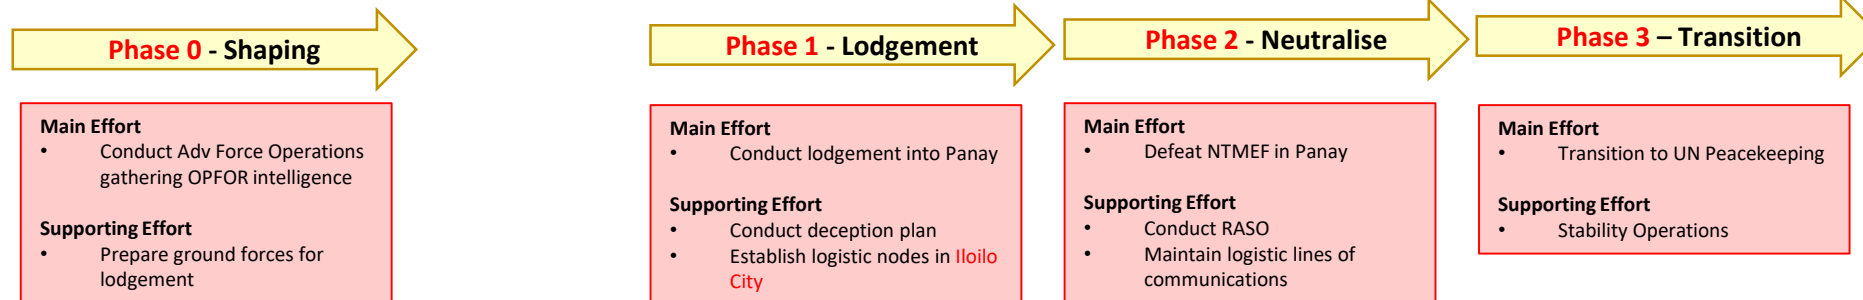 Phase 0 - Shaping
Phase 1 - Lodgement
Phase 2 - Neutralise
Phase 3 – Transition
Main Effort
• Conduct Adv Force Operations
gathering OPFOR intelligence
Supporting Effort
• Prepare ground forces for
lodgement
Main Effort
• Conduct lodgement into Panay
Supporting Effort
• Conduct deception plan
• Establish logistic nodes in Iloilo
City
Main Effort
• Defeat NTMEF in Panay
Supporting Effort
• Conduct RASO
• Maintain logistic lines of
communications
Main Effort
• Transition to UN Peacekeeping
Supporting Effort
• Stability Operations